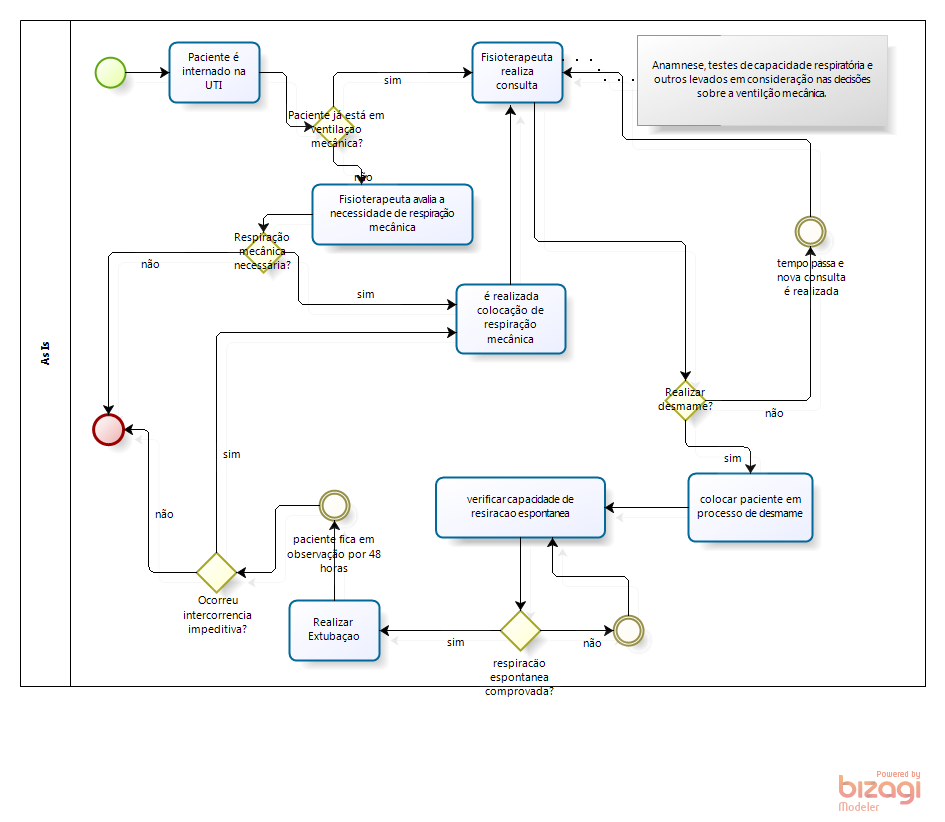 As Is
Paciente é
internado na
UTI
Fisioterapeuta
realiza
consulta
Anamnese, testes de capacidade respiratória e
outros levados em consideração nas decisões
sobre a ventilção mecânica.
sim
Paciente já está em
ventilação
mecânica?
não
Fisioterapeuta avalia a
necessidade de respiração
mecânica
Respiração
mecânica
necessária?
não
sim
é realizada
colocação de
respiração
mecânica
tempo passa e
nova consulta
é realizada
Realizar
desmame?
não
sim
colocar paciente em
processo de desmame
verificar capacidade de
resiracao espontanea
sim
não
paciente fica em
observação por 48
horas
Ocorreu
intercorrencia
impeditiva?
Realizar
Extubaçao
sim
não
respiracão
espontanea
comprovada?
Powered by
bizagi
Modeler